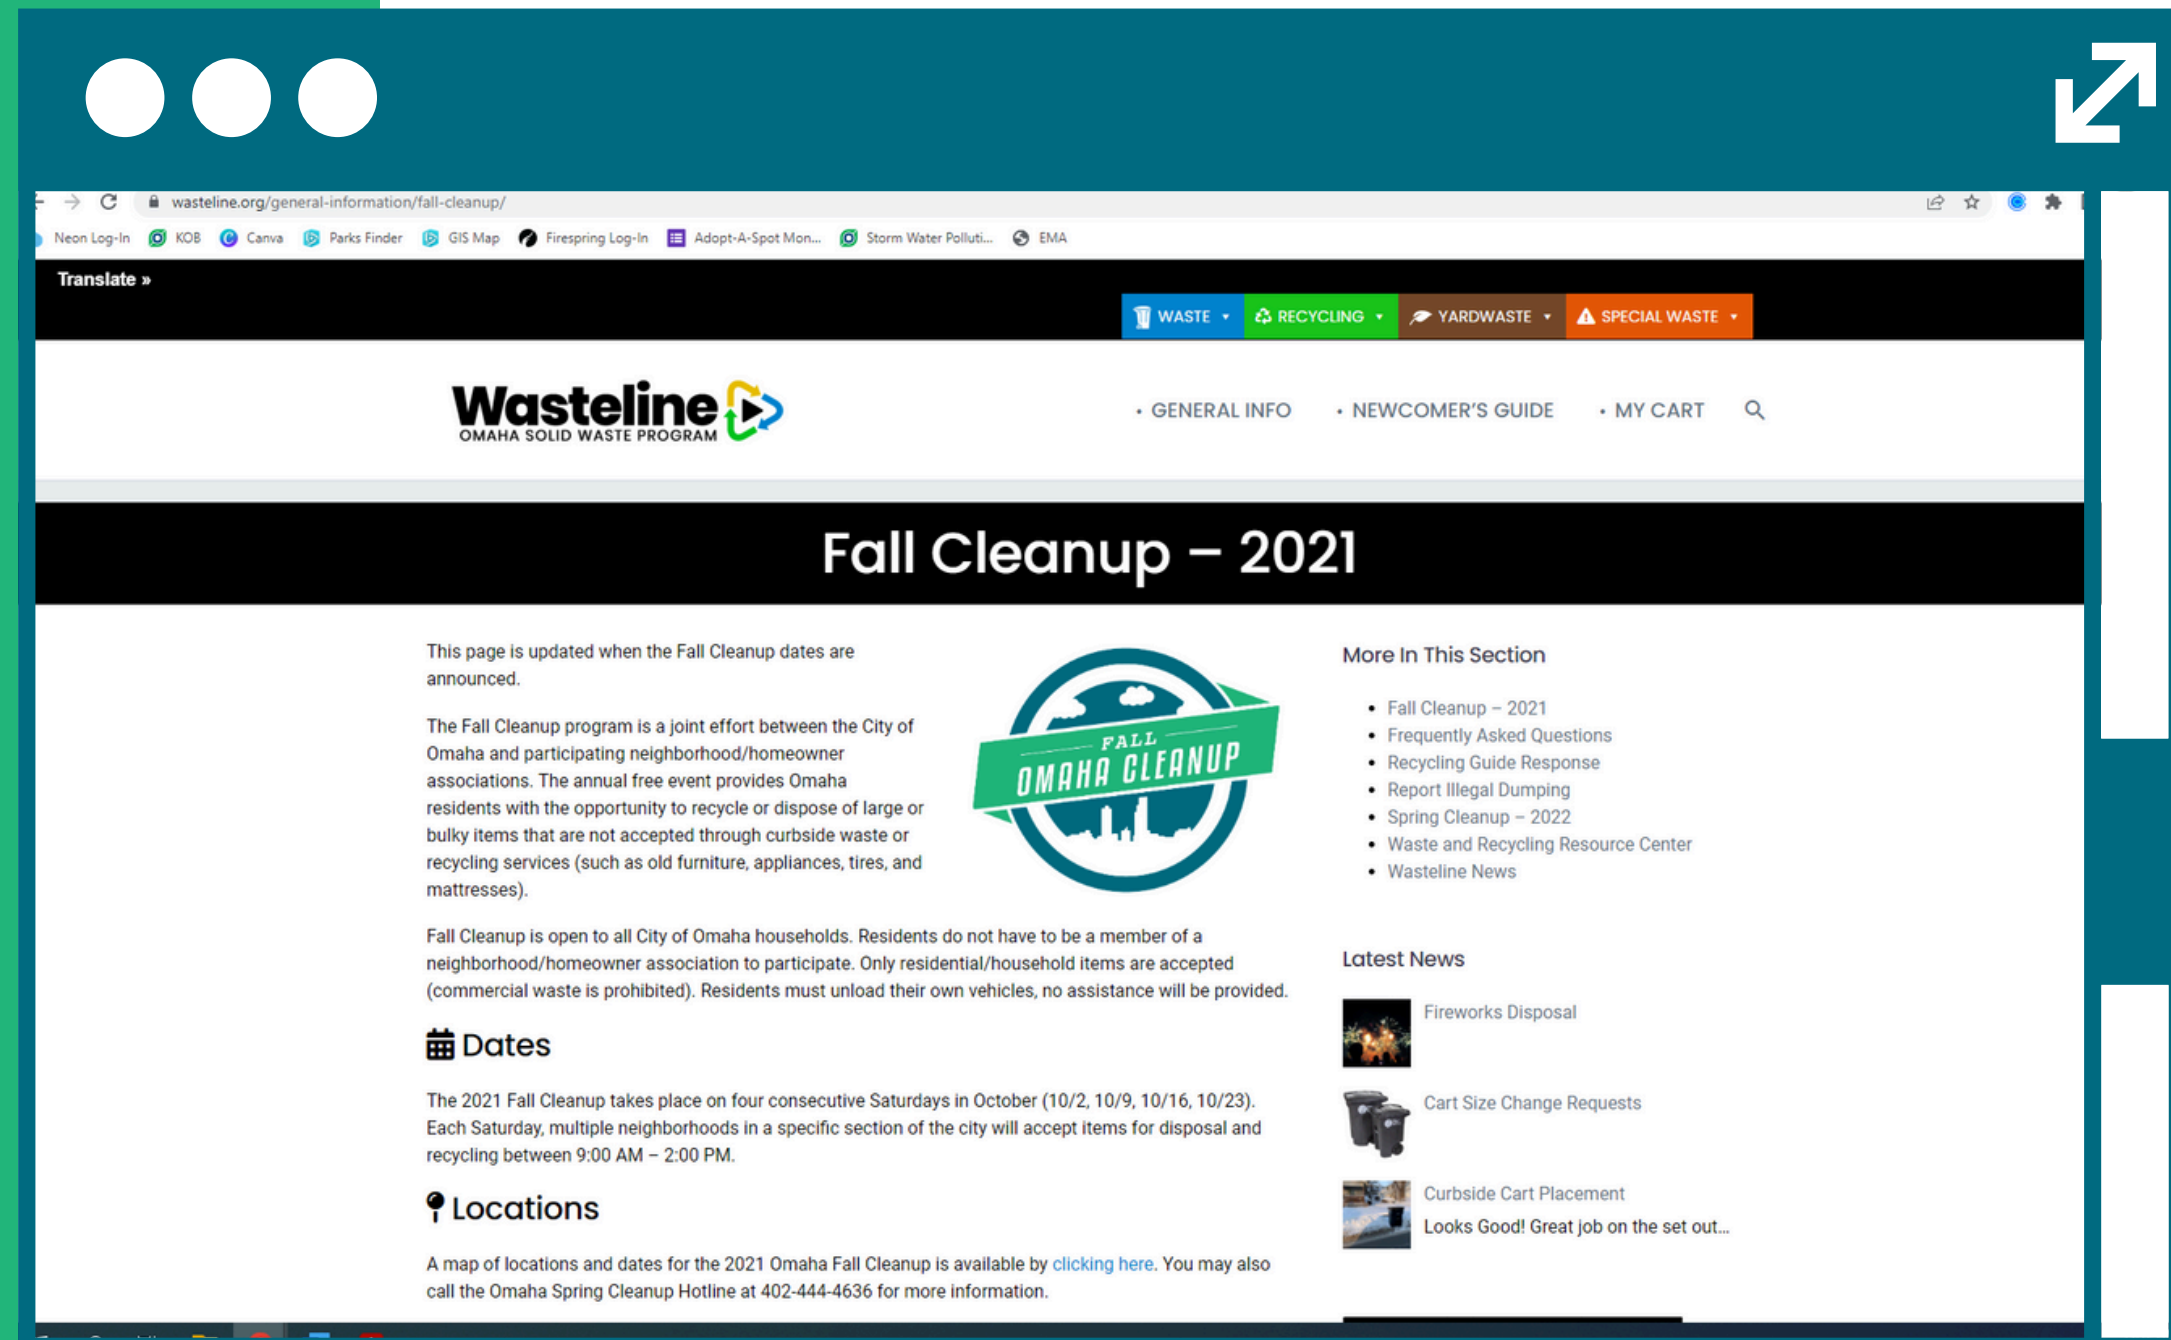 wasteline.org/general-information/fall-cleanup/
Neon Log-In KOB Canva Parks Finder GIS Map Firespring Log-In Adopt-A-Spot Mon... Storm Water Polluti... EMA
Translate »
WASTE RECYCLING YARDWASTE SPECIAL WASTE
Wasteline
OMAHA SOLID WASTE PROGRAM
• GENERAL INFO • NEWCOMER'S GUIDE • MY CART
Fall Cleanup – 2021
This page is updated when the Fall Cleanup dates are
announced.
The Fall Cleanup program is a joint effort between the City of
Omaha and participating neighborhood/homeowner
associations. The annual free event provides Omaha
residents with the opportunity to recycle or dispose of large or
bulky items that are not accepted through curbside waste or
recycling services (such as old furniture, appliances, tires, and
mattresses).
FALL
OMAHA CLEANUP
Fall Cleanup is open to all City of Omaha households. Residents do not have to be a member of a
neighborhood/homeowner association to participate. Only residential/household items are accepted
(commercial waste is prohibited). Residents must unload their own vehicles, no assistance will be provided.
Dates
The 2021 Fall Cleanup takes place on four consecutive Saturdays in October (10/2, 10/9, 10/16, 10/23).
Each Saturday, multiple neighborhoods in a specific section of the city will accept items for disposal and
recycling between 9:00 AM – 2:00 PM.
Locations
A map of locations and dates for the 2021 Omaha Fall Cleanup is available by clicking here. You may also
call the Omaha Spring Cleanup Hotline at 402-444-4636 for more information.
More In This Section
• Fall Cleanup – 2021
• Frequently Asked Questions
• Recycling Guide Response
• Report Illegal Dumping
• Spring Cleanup – 2022
• Waste and Recycling Resource Center
• Wasteline News
Latest News
Fireworks Disposal
Cart Size Change Requests
Curbside Cart Placement
Looks Good! Great job on the set out...